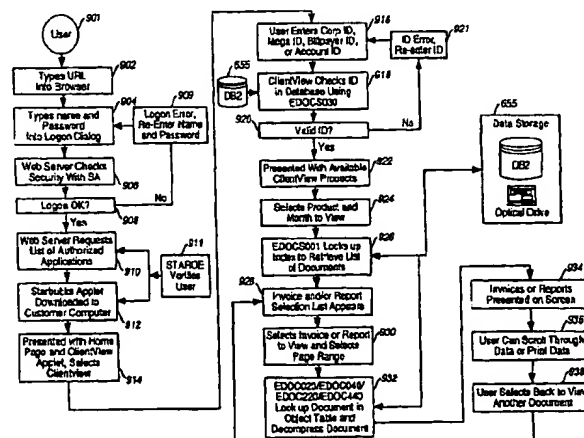 901
User
902
Types URL
Into Browser
904
Types name and
Password
Into Logon Dialog
909
Logon Error,
Re-Enter Name
and Password
Web Server Checks
Security With SA
906
Logon OK?
No
908
Yes
Web Server Requests
List of Authorized
Applications
910
911
STAROE
Verifies
User
Starbucks Applet
Downloaded to
Customer Computer
912
Presented with Home
Page and ClientView
Applet, Selects
Clientview
914
916
User Enters Corp ID,
Mega ID, Billpayer ID,
or Account ID
921
ID Error,
Re-enter ID
655
DB2
ClientView Checks ID
in Database Using
EDOCS030
918
920
Valid ID?
No
Yes
922
Presented With Available
ClientView Products
924
Selects Product and
Month to View
926
EDOCS001 Looks up
Index to Retrieve List
of Documents
928
Invoice and/or Report
Selection List Appears
930
Selects Invoice or Report
to View and Selects
Page Range
932
EDOC020/EDOC040/
EDOC220/EDOC440
Look up Document in
Object Table and
Decompress Document
655
Data Storage
DB2
Optical Drive
934
Invoices or Reports
Presented on Screen
936
User Can Scroll Through
Data or Print Data
938
User Selects Back to View
Another Document